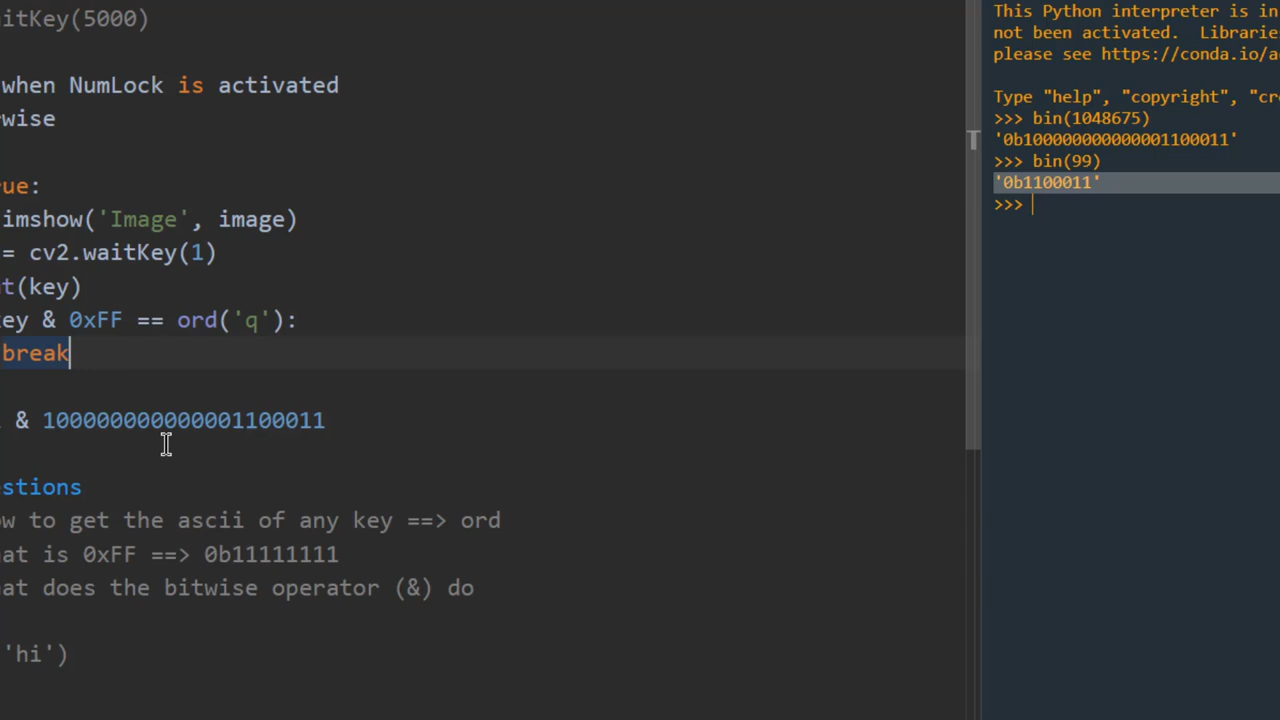 itKey(5000)
when NumLock is activated
wise
rue:
imshow('Image', image)
= cv2.waitKey(1)
t(key)
ey & 0xFF == ord('q'):
break
& 100000000000001100011
estions
ow to get the ascii of any key ==> ord
at is 0xFF ==> 0b11111111
at does the bitwise operator (&) do
'hi')
This Python interpreter is in
not been activated. Librarie
please see https://conda.io/a
Type "help", "copyright", "cr
>>> bin(1048675)
'0b100000000000001100011'
>>> bin(99)
'0b1100011'
>>>